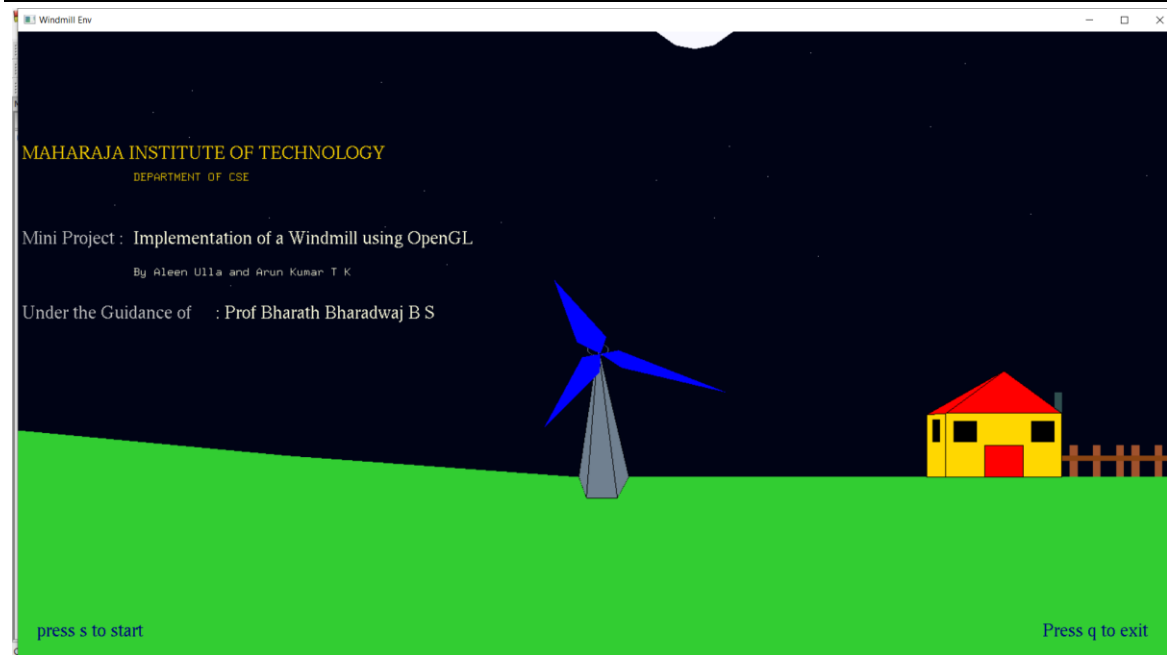 Windmill Env
MAHARAJA INSTITUTE OF TECHNOLOGY
DEPARTMENT OF CSE
Mini Project : Implementation of a Windmill using OpenGL
By Aleen Ulla and Arun Kumar T K
Under the Guidance of : Prof Bharath Bharadwaj B S
press s to start
Press q to exit